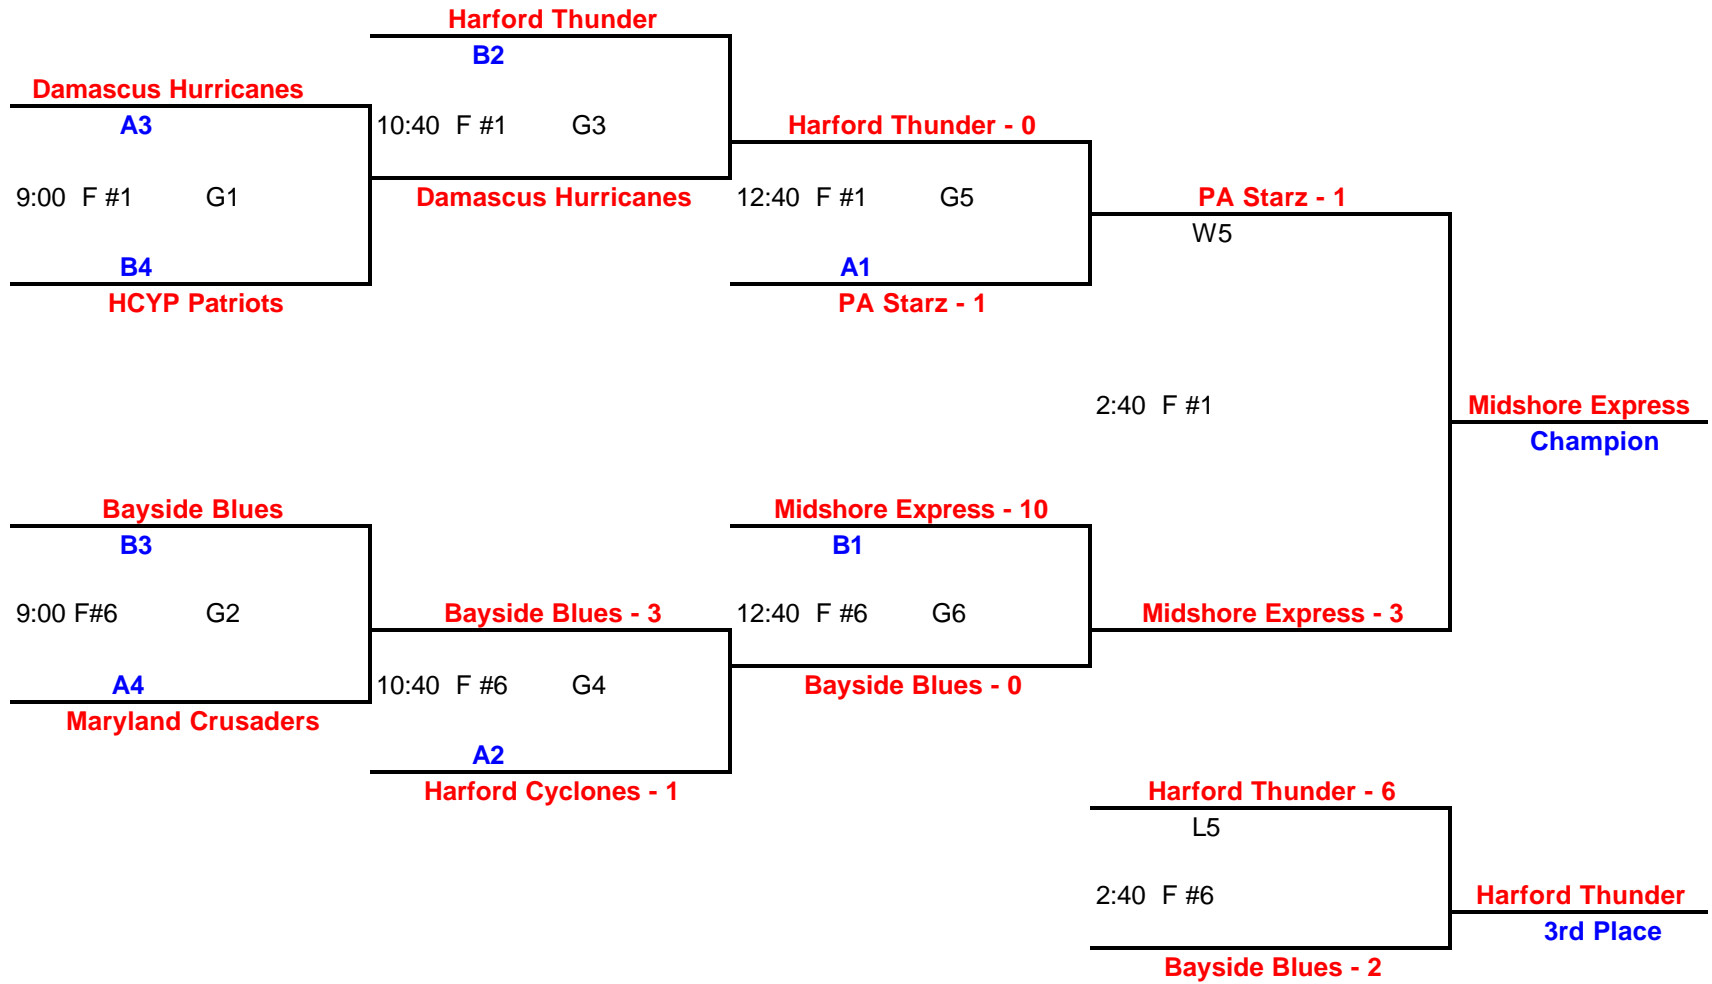 Harford Thunder
B2
Damascus Hurricanes
A3
10:40 F #1 G3
Harford Thunder - 0
9:00 F #1 G1
Damascus Hurricanes
12:40 F #1 G5
PA Starz - 1
W5
B4
A1
HCYP Patriots
PA Starz - 1
2:40 F #1
Midshore Express
Champion
Bayside Blues
Midshore Express - 10
B3
B1
9:00 F#6 G2
Bayside Blues - 3
12:40 F #6 G6
Midshore Express - 3
A4
10:40 F #6 G4
Bayside Blues - 0
Maryland Crusaders
A2
Harford Cyclones - 1
Harford Thunder - 6
L5
2:40 F #6
Harford Thunder
3rd Place
Bayside Blues - 2